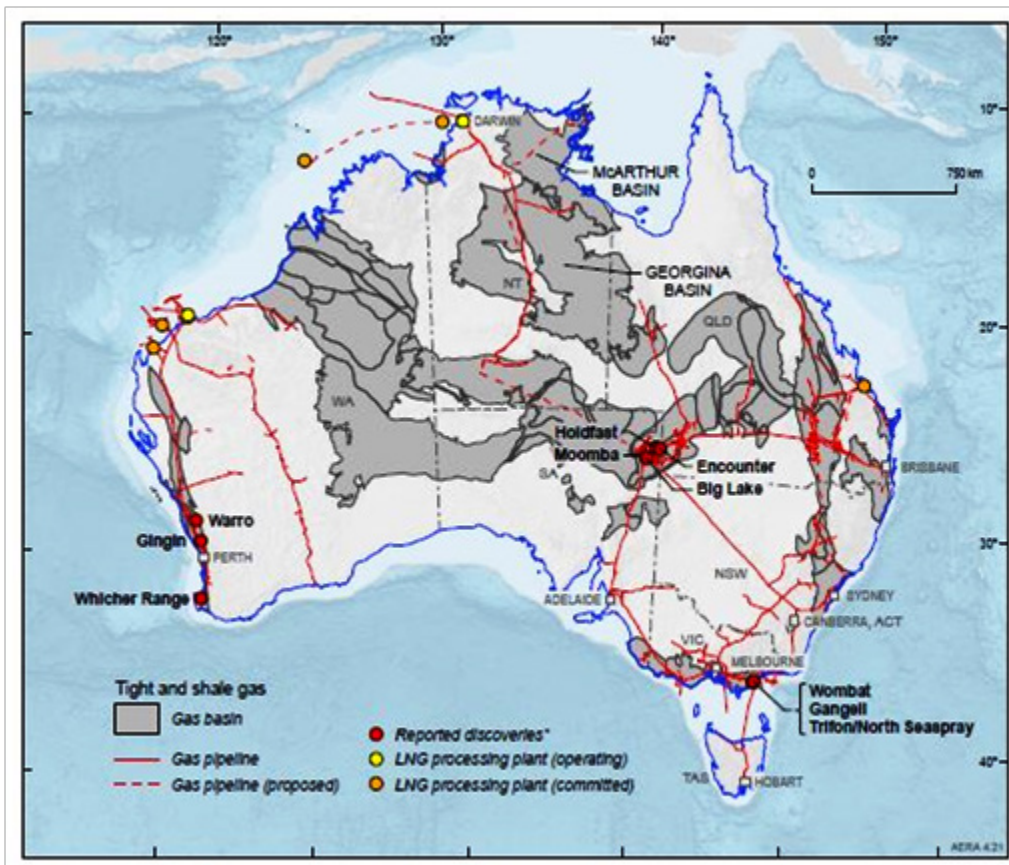 120°
130°
140°
150°
10°
DARWIN
McARTHUR
BASIN
0
750 km
GEORGINA
BASIN
NT
QLD
20°
WA
Holdfast
Moomba
Encounter
Big Lake
SA
BRISBANE
Warro
Gingin
PERTH
30°
NSW
Whicher Range
ADELAIDE
SYDNEY
CANBERRA, ACT
VIC
MELBOURNE
Wombat
Gangell
Trifon/North Seaspray
Tight and shale gas
Gas basin
Gas pipeline
Gas pipeline (proposed)
Reported discoveries*
LNG processing plant (operating)
LNG processing plant (committed)
40°
TAS
HOBART
AERA 4.21